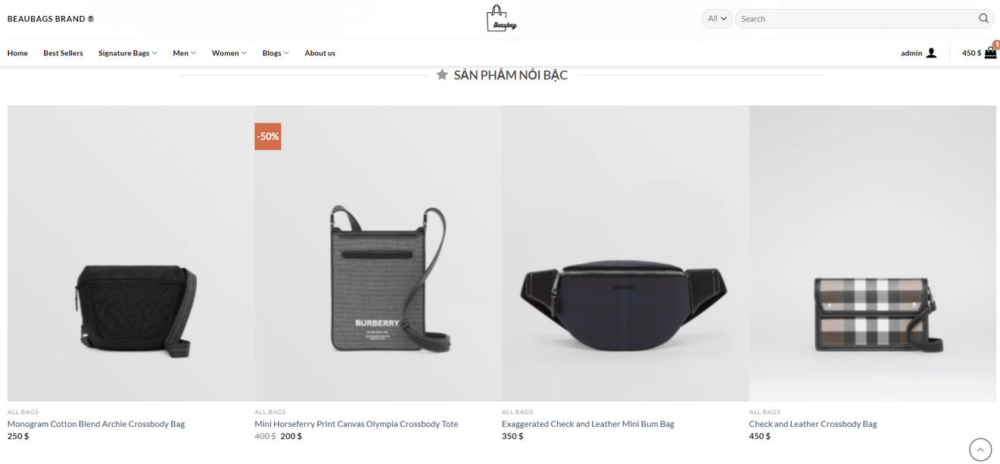 BEAUBAGS BRAND ®
Beaubag
All
Search
Home
Best Sellers
Signature Bags
Men
Women
Blogs
About us
admin
450 $
1
SẢN PHẨM NỔI BẬC
-50%
BURBERRY
ALL BAGS
Monogram Cotton Blend Archie Crossbody Bag
250 $
ALL BAGS
Mini Horseferry Print Canvas Olympia Crossbody Tote
400 $ 200 $
ALL BAGS
Exaggerated Check and Leather Mini Bum Bag
350 $
ALL BAGS
Check and Leather Crossbody Bag
450 $